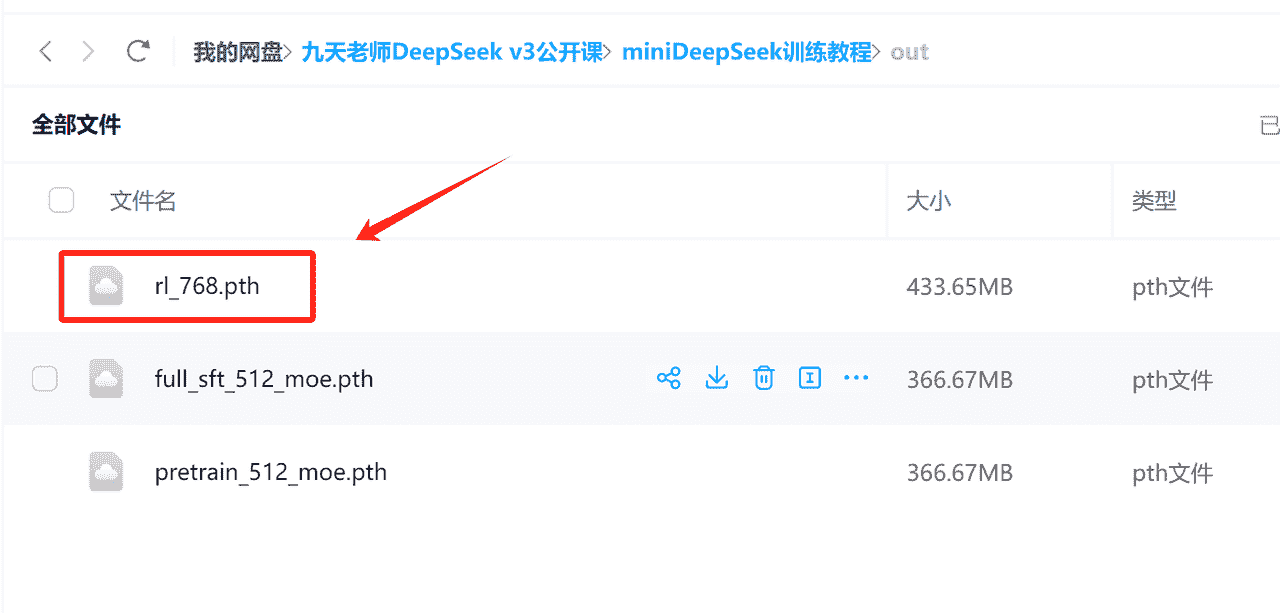 我的网盘> 九天老师DeepSeek v3公开课> miniDeepSeek训练教程> out
全部文件
文件名 大小 类型
rl_768.pth 433.65MB pth文件
full_sft_512_moe.pth 366.67MB pth文件
pretrain_512_moe.pth 366.67MB pth文件